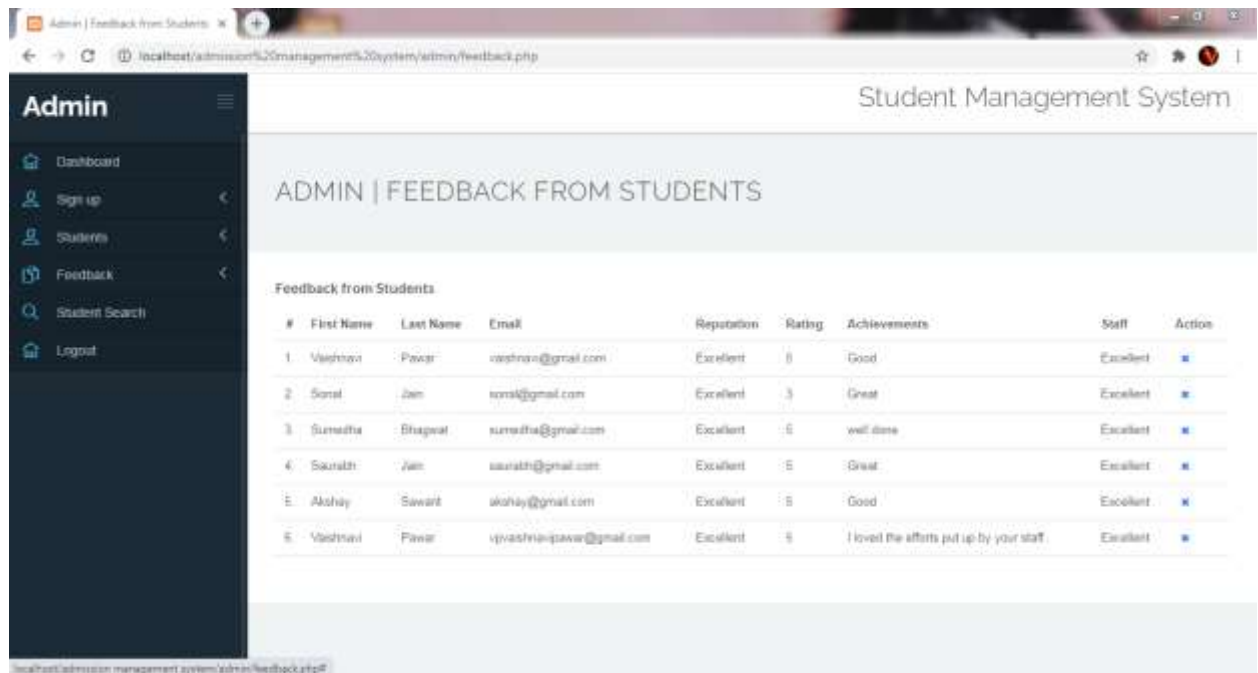 Admin | Feedback from Students
localhost/admission%20management%20system/admin/feedback.php
Admin
Student Management System
Dashboard
Sign up
Students
Feedback
Student Search
Logout
ADMIN | FEEDBACK FROM STUDENTS
Feedback from Students
# First Name Last Name Email Reputation Rating Achievements Staff Action
1. Vaishnavi Pawar vaishnavi@gmail.com Excellent Good Excellent
2. Sonal Jain sonal@gmail.com Excellent 3 Great Excellent
3. Sumedha Bhagwat sumedha@gmail.com Excellent 5 well done Excellent
4. Saurabh Jain saurabh@gmail.com Excellent 5 Great Excellent
5. Akshay Sawant akshay@gmail.com Excellent 5 Good Excellent
6. Vaishnavi Pawar vpvaishnavipawar@gmail.com Excellent 5 I loved the efforts put up by your staff. Excellent
localhost/admission management system/admin/feedback.php#